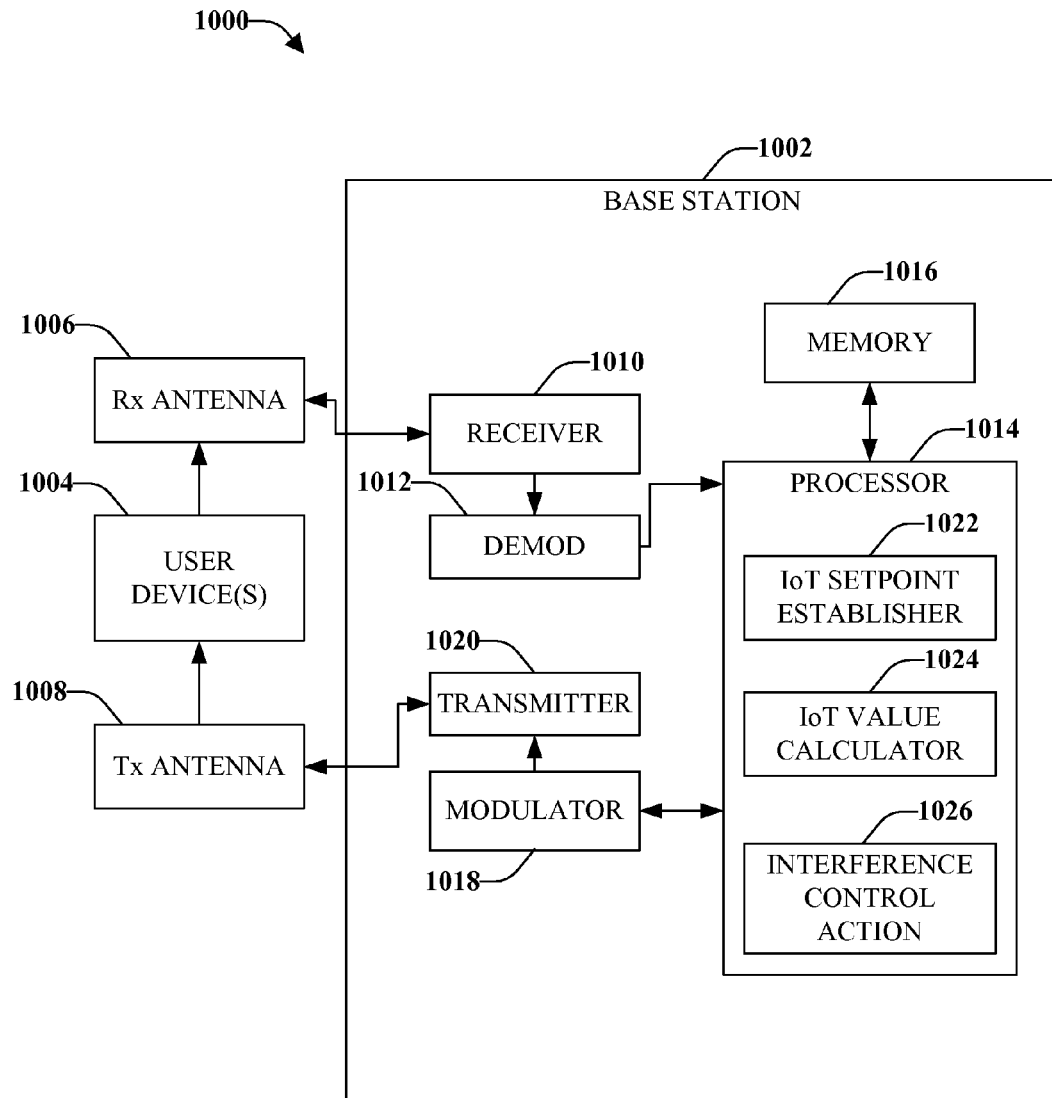 1000
1002
BASE STATION
1016
MEMORY
1006
Rx ANTENNA
1010
RECEIVER
1014
PROCESSOR
1004
USER
DEVICE(S)
1012
DEMOD
1022
IoT SETPOINT
ESTABLISHER
1020
TRANSMITTER
1024
IoT VALUE
CALCULATOR
1008
Tx ANTENNA
MODULATOR
1018
1026
INTERFERENCE
CONTROL
ACTION